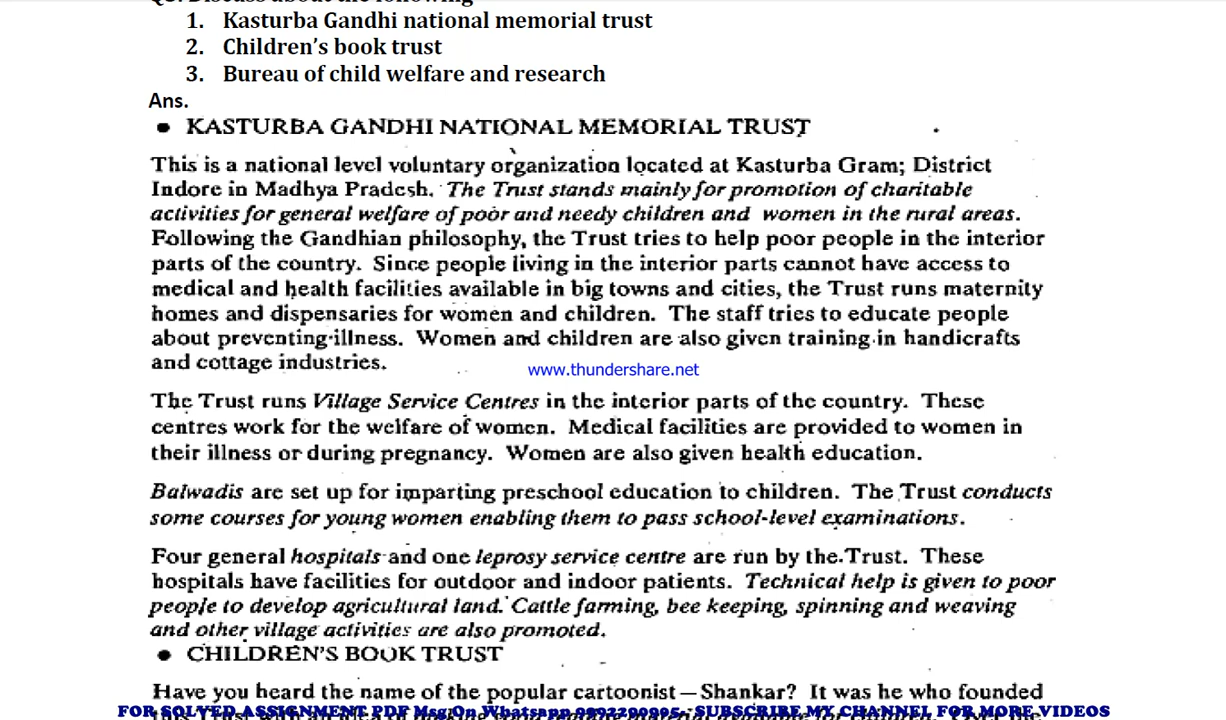 Q3. Discuss about the following
1. Kasturba Gandhi national memorial trust
2. Children's book trust
3. Bureau of child welfare and research
Ans.
• KASTURBA GANDHI NATIONAL MEMORIAL TRUST
This is a national level voluntary organization located at Kasturba Gram; District
Indore in Madhya Pradesh. The Trust stands mainly for promotion of charitable
activities for general welfare of poor and needy children and women in the rural areas.
Following the Gandhian philosophy, the Trust tries to help poor people in the interior
parts of the country. Since people living in the interior parts cannot have access to
medical and health facilities available in big towns and cities, the Trust runs maternity
homes and dispensaries for women and children. The staff tries to educate people
about preventing illness. Women and children are also given training in handicrafts
and cottage industries.
www.thundershare.net
The Trust runs Village Service Centres in the interior parts of the country. These
centres work for the welfare of women. Medical facilities are provided to women in
their illness or during pregnancy. Women are also given health education.
Balwadis are set up for imparting preschool education to children. The Trust conducts
some courses for young women enabling them to pass school-level examinations.
Four general hospitals and one leprosy service centre are run by the Trust. These
hospitals have facilities for outdoor and indoor patients. Technical help is given to poor
people to develop agricultural land. Cattle farming, bee keeping, spinning and weaving
and other village activities are also promoted.
• CHILDREN'S BOOK TRUST
Have you heard the name of the popular cartoonist — Shankar? It was he who founded
FOR SOLVED ASSIGNMENT PDF Msg On Whatsapp 9992200905, SUBSCRIBE MY CHANNEL FOR MORE VIDEOS